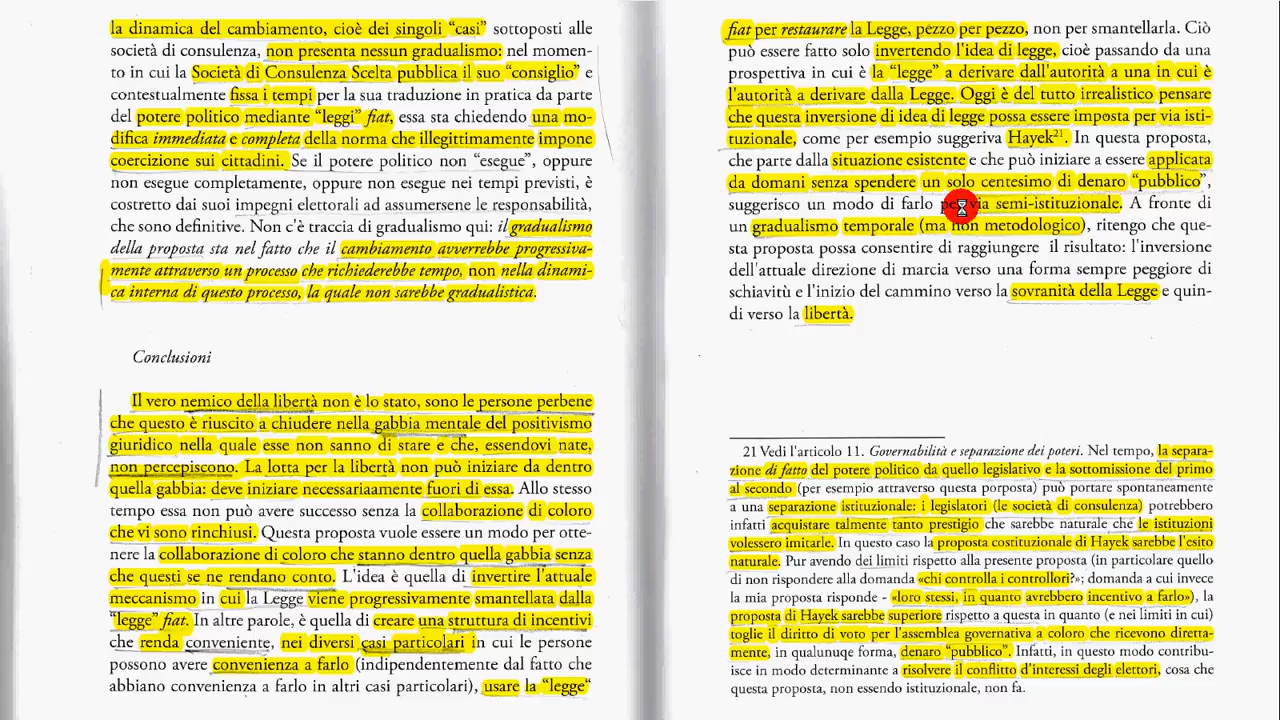 la dinamica del cambiamento, cioè dei singoli “casi” sottoposti alle
società di consulenza, non presenta nessun gradualismo: nel momen-
to in cui la Società di Consulenza Scelta pubblica il suo “consiglio” e
contestualmente fissa i tempi per la sua traduzione in pratica da parte
del potere politico mediante “leggi” fiat, essa sta chiedendo una mo-
difica immediata e completa della norma che illegittimamente impone
coercizione sui cittadini. Se il potere politico non “esegue”, oppure
non esegue completamente, oppure non esegue nei tempi previsti, è
costretto dai suoi impegni elettorali ad assumersene le responsabilità,
che sono definitive. Non c'è traccia di gradualismo qui: il gradualismo
della proposta sta nel fatto che il cambiamento avverrebbe progressiva-
mente attraverso un processo che richiederebbe tempo, non nella dinami-
ca interna di questo processo, la quale non sarebbe gradualistica.
Conclusioni
Il vero nemico della libertà non è lo stato, sono le persone perbene
che questo è riuscito a chiudere nella gabbia mentale del positivismo
giuridico nella quale esse non sanno di stare e che, essendovi nate,
non percepiscono. La lotta per la libertà non può iniziare da dentro
quella gabbia: deve iniziare necessariaamente fuori di essa. Allo stesso
tempo essa non può avere successo senza la collaborazione di coloro
che vi sono rinchiusi. Questa proposta vuole essere un modo per otte-
nere la collaborazione di coloro che stanno dentro quella gabbia senza
che questi se ne rendano conto. L'idea è quella di invertire l'attuale
meccanismo in cui la Legge viene progressivamente smantellata dalla
“legge” fiat. In altre parole, è quella di creare una struttura di incentivi
che renda conveniente, nei diversi casi particolari in cui le persone
possono avere convenienza a farlo (indipendentemente dal fatto che
abbiano convenienza a farlo in altri casi particolari), usare la “legge”
fiat per restaurare la Legge, pezzo per pezzo, non per smantellarla. Ciò
può essere fatto solo invertendo l'idea di legge, cioè passando da una
prospettiva in cui è la “legge” a derivare dall'autorità a una in cui è
l'autorità a derivare dalla Legge. Oggi è del tutto irrealistico pensare
che questa inversione di idea di legge possa essere imposta per via isti-
tuzionale, come per esempio suggeriva Hayek21. In questa proposta,
che parte dalla situazione esistente e che può iniziare a essere applicata
da domani senza spendere un solo centesimo di denaro “pubblico”,
suggerisco un modo di farlo via semi-istituzionale. A fronte di
un gradualismo temporale (ma non metodologico), ritengo che que-
sta proposta possa consentire di raggiungere il risultato: l'inversione
dell'attuale direzione di marcia verso una forma sempre peggiore di
schiavitù e l'inizio del cammino verso la sovranità della Legge e quin-
di verso la libertà.
21 Vedi l'articolo 11. Governabilità e separazione dei poteri. Nel tempo, la separa-
zione di fatto del potere politico da quello legislativo e la sottomissione del primo
al secondo (per esempio attraverso questa porposta) può portare spontaneamente
a una separazione istituzionale: i legislatori (le società di consulenza) potrebbero
infatti acquistare talmente tanto prestigio che sarebbe naturale che le istituzioni
volessero imitarle. In questo caso la proposta costituzionale di Hayek sarebbe l'esito
naturale. Pur avendo dei limiti rispetto alla presente proposta (in particolare quello
di non rispondere alla domanda «chi controlla i controllori?»; domanda a cui invece
la mia proposta risponde - «loro stessi, in quanto avrebbero incentivo a farlo»), la
proposta di Hayek sarebbe superiore rispetto a questa in quanto (e nei limiti in cui)
toglie il diritto di voto per l'assemblea governativa a coloro che ricevono diretta-
mente, in qualunuqe forma, denaro “pubblico”. Infatti, in questo modo contribu-
isce in modo determinante a risolvere il conflitto d'interessi degli elettori, cosa che
questa proposta, non essendo istituzionale, non fa.